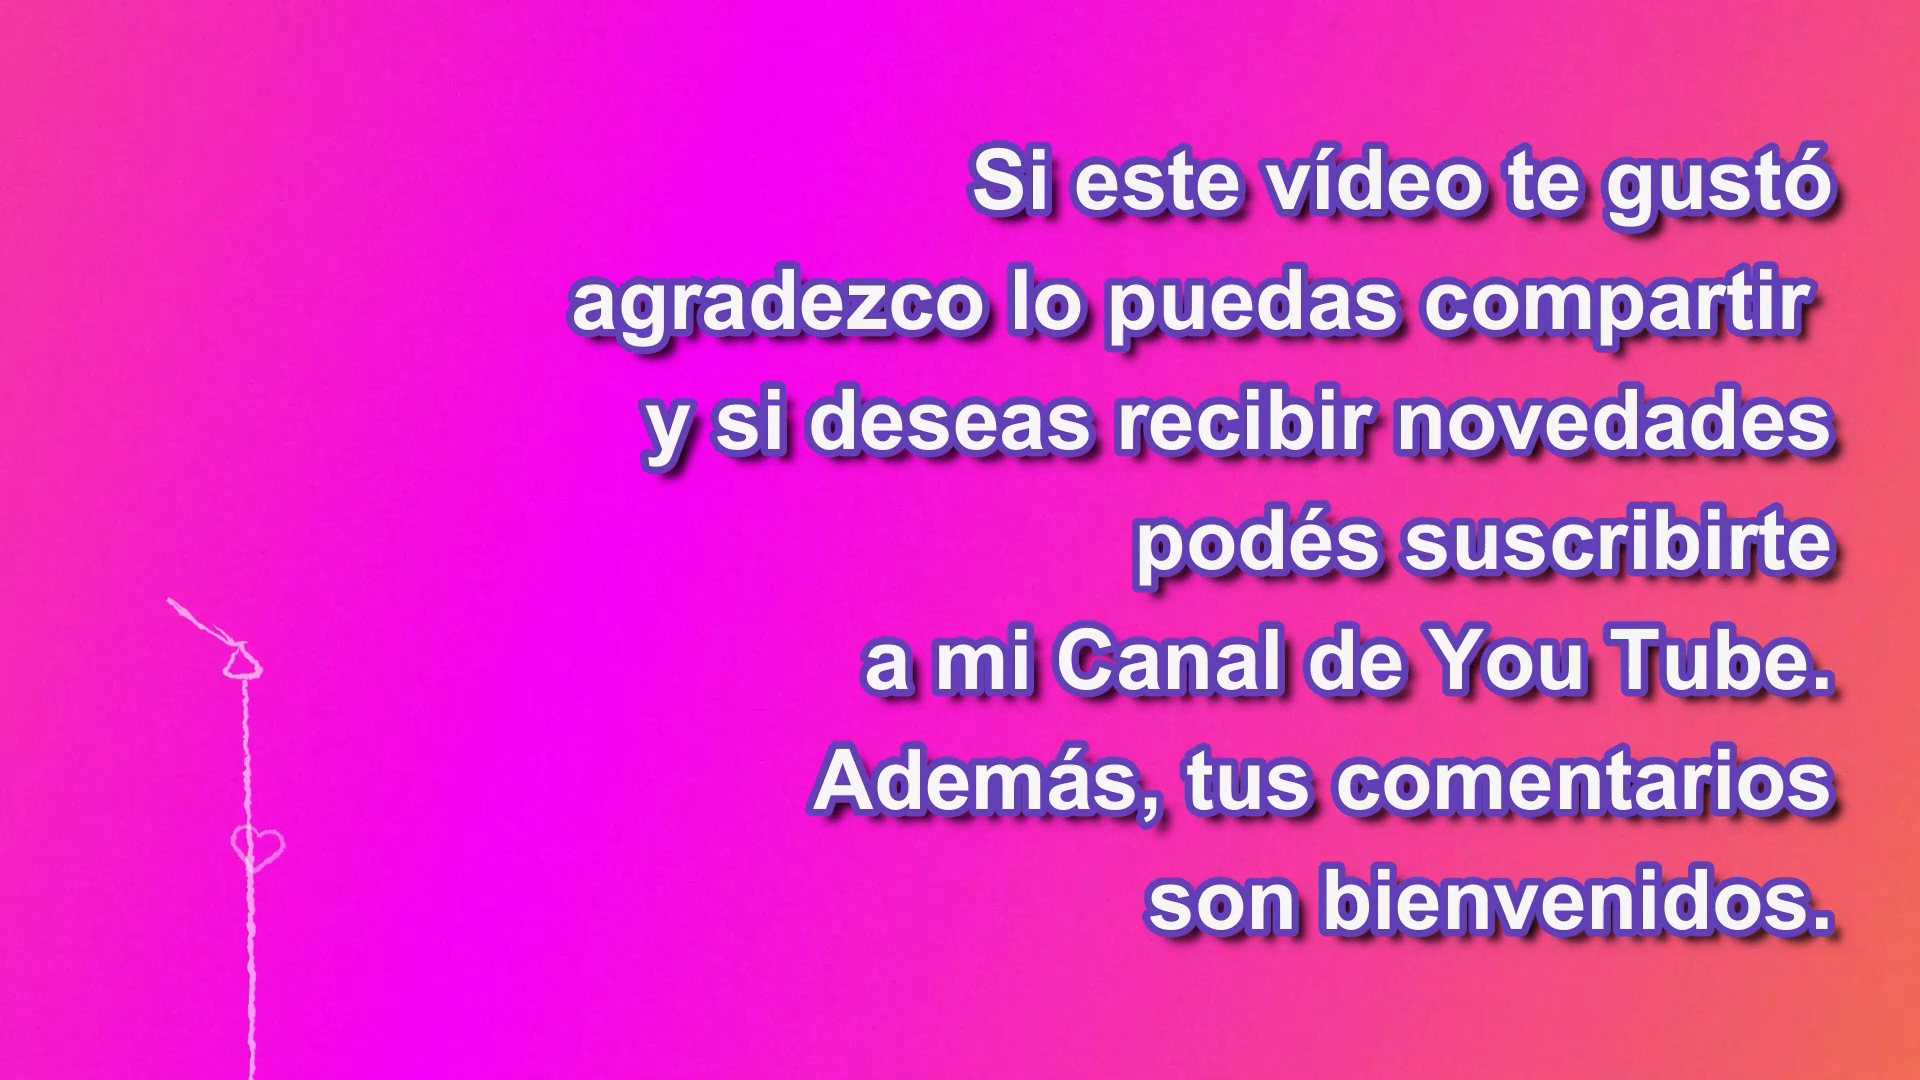 Si este vídeo te gustó
agradezco lo puedas compartir
y si deseas recibir novedades
podés suscribirte
a mi Canal de You Tube.
Además, tus comentarios
son bienvenidos.